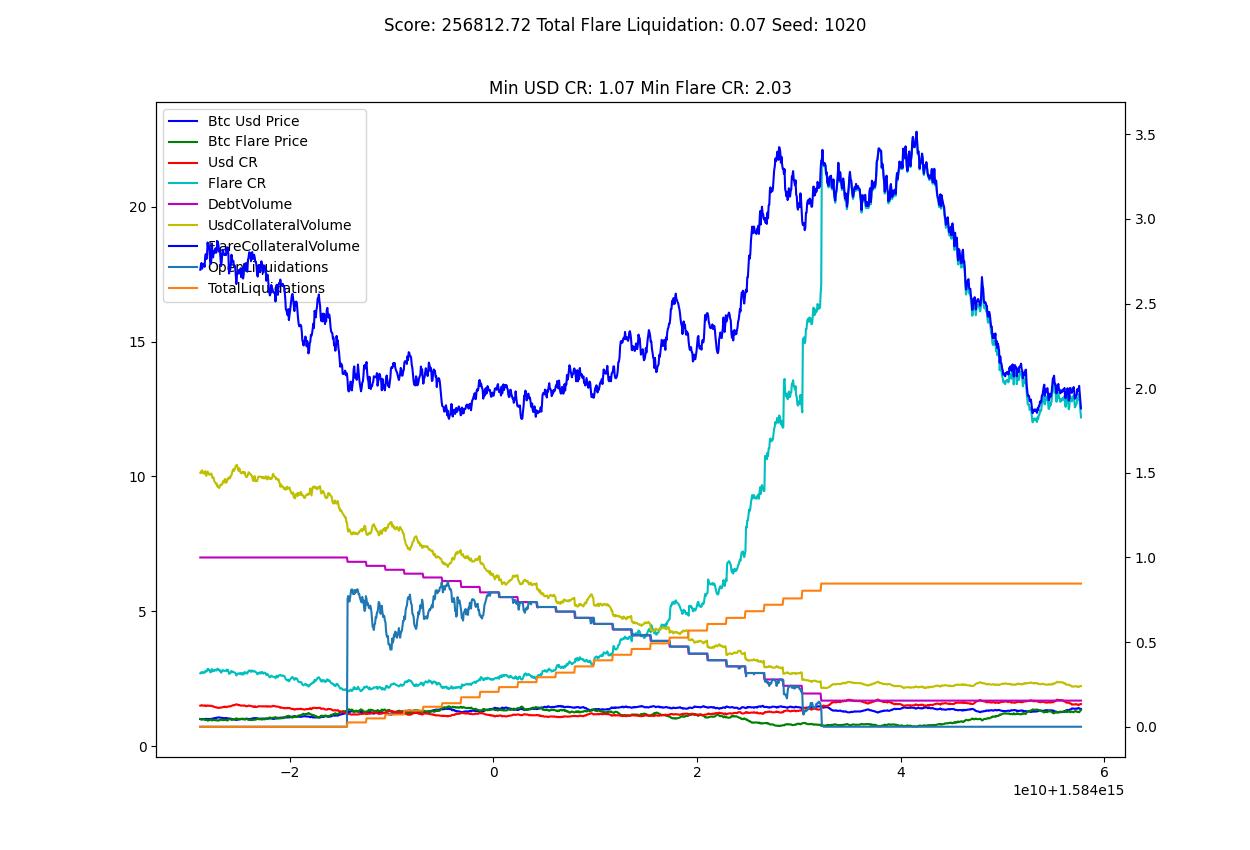 Score: 256812.72 Total Flare Liquidation: 0.07 Seed: 1020
Min USD CR: 1.07 Min Flare CR: 2.03
Btc Usd Price
Btc Flare Price
Usd CR
Flare CR
DebtVolume
UsdCollateralVolume
FlareCollateralVolume
OpenLiquidations
TotalLiquidations
20
15
10
5
0
3.5
3.0
2.5
2.0
1.5
1.0
0.5
0.0
−2 0 2 4 6
1e10+1.584e15